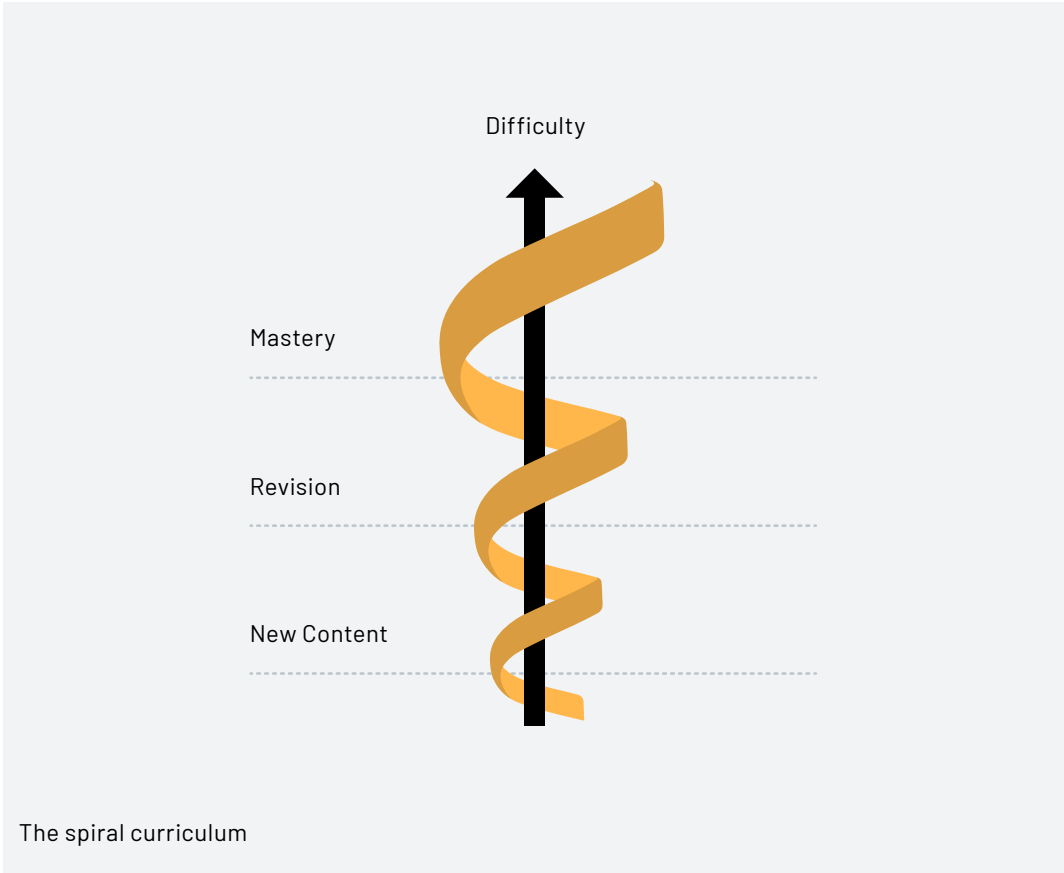 Difficulty
Mastery
Revision
New Content
The spiral curriculum